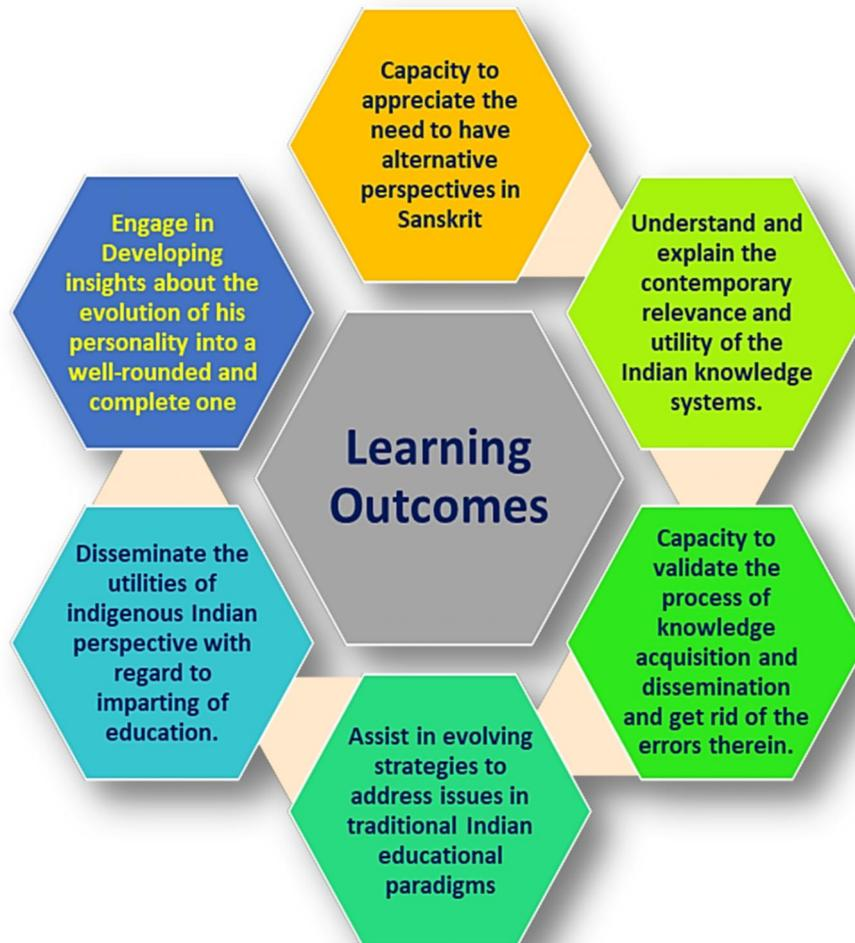 Capacity to
appreciate the
need to have
alternative
perspectives in
Sanskrit
Understand and
explain the
contemporary
relevance and
utility of the
Indian knowledge
systems.
Capacity to
validate the
process of
knowledge
acquisition and
dissemination
and get rid of the
errors therein.
Assist in evolving
strategies to
address issues in
traditional Indian
educational
paradigms
Disseminate the
utilities of
indigenous Indian
perspective with
regard to
imparting of
education.
Engage in
Developing
insights about the
evolution of his
personality into a
well-rounded and
complete one
Learning
Outcomes